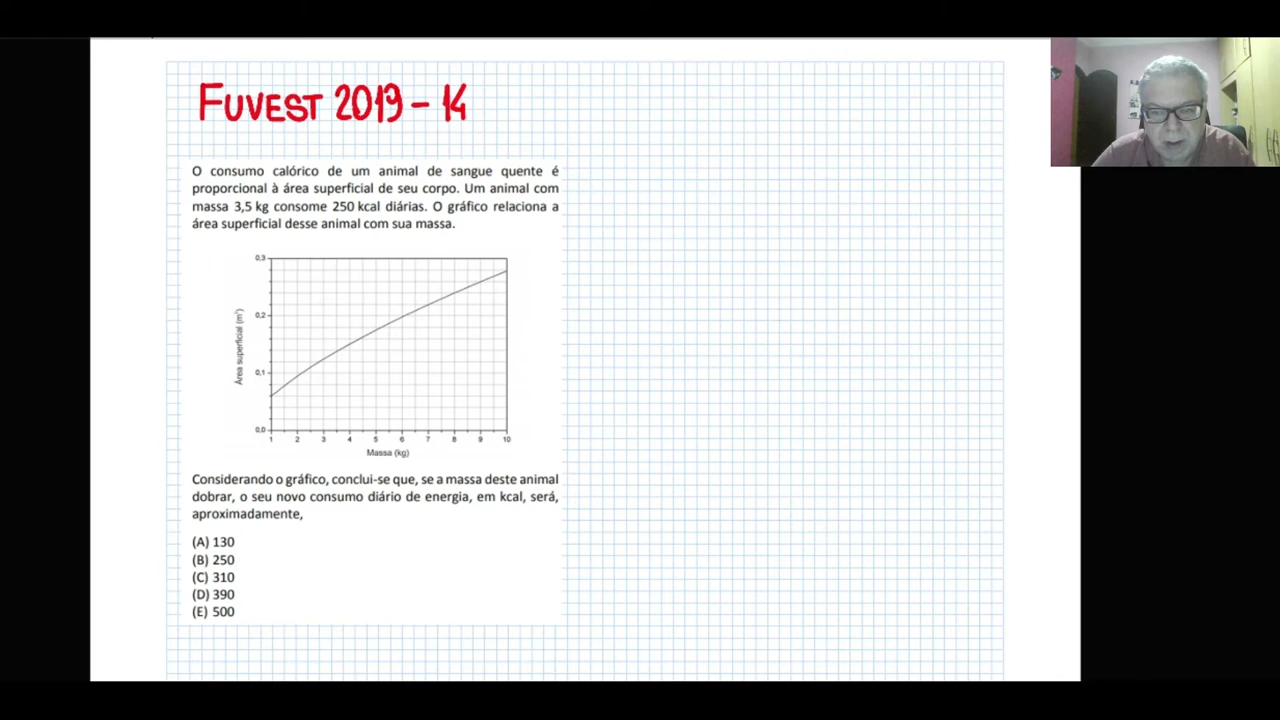 FUVEST 2019 - 14
O consumo calórico de um animal de sangue quente é
proporcional à área superficial de seu corpo. Um animal com
massa 3,5 kg consome 250 kcal diárias. O gráfico relaciona a
área superficial desse animal com sua massa.
0,3
0,2
0,1
0,0
Área superficial (m²)
1 2 3 4 5 6 7 8 9 10
Massa (kg)
Considerando o gráfico, conclui-se que, se a massa deste animal
dobrar, o seu novo consumo diário de energia, em kcal, será,
aproximadamente,
(A) 130
(B) 250
(C) 310
(D) 390
(E) 500